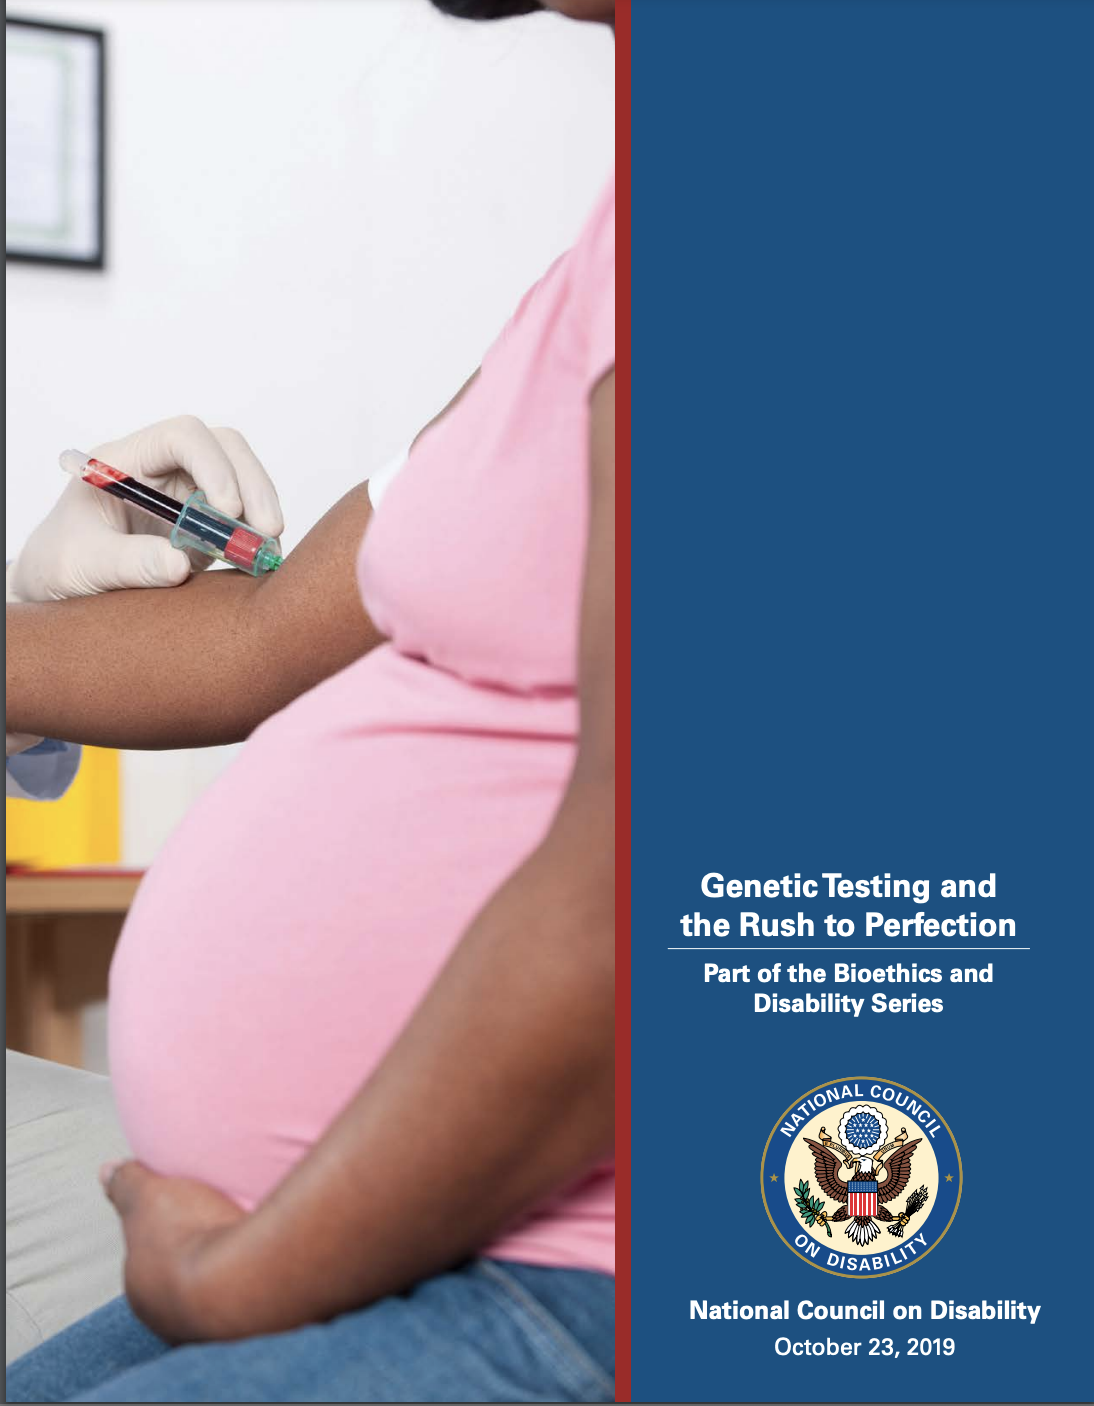 Genetic Testing and
the Rush to Perfection
Part of the Bioethics and
Disability Series
NATIONAL COUNCIL
ON DISABILITY
National Council on Disability
October 23, 2019